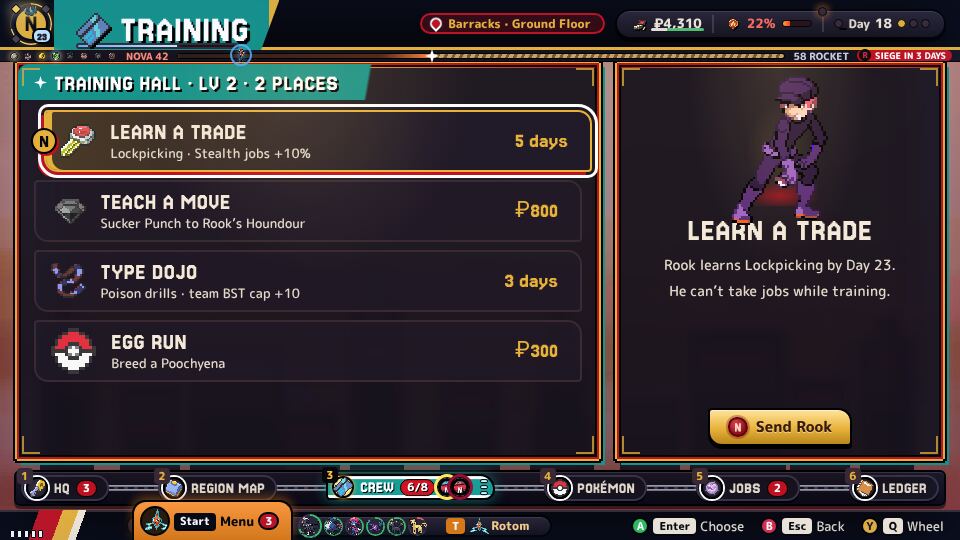 N
23
TRAINING
Barracks · Ground Floor
₽4,310
22%
Day 18
NOVA 42
58 ROCKET
R
SIEGE IN 3 DAYS
TRAINING HALL · LV 2 · 2 PLACES
N
LEARN A TRADE
Lockpicking · Stealth jobs +10%
5 days
TEACH A MOVE
Sucker Punch to Rook's Houndour
₽800
TYPE DOJO
Poison drills · team BST cap +10
3 days
EGG RUN
Breed a Poochyena
₽300
LEARN A TRADE
Rook learns Lockpicking by Day 23.
He can't take jobs while training.
N Send Rook
1 HQ 3
2 REGION MAP
3 CREW 6/8 N N
4 POKÉMON
5 JOBS 2
6 LEDGER
Start Menu 3
T Rotom
A Enter Choose
B Esc Back
Y Q Wheel